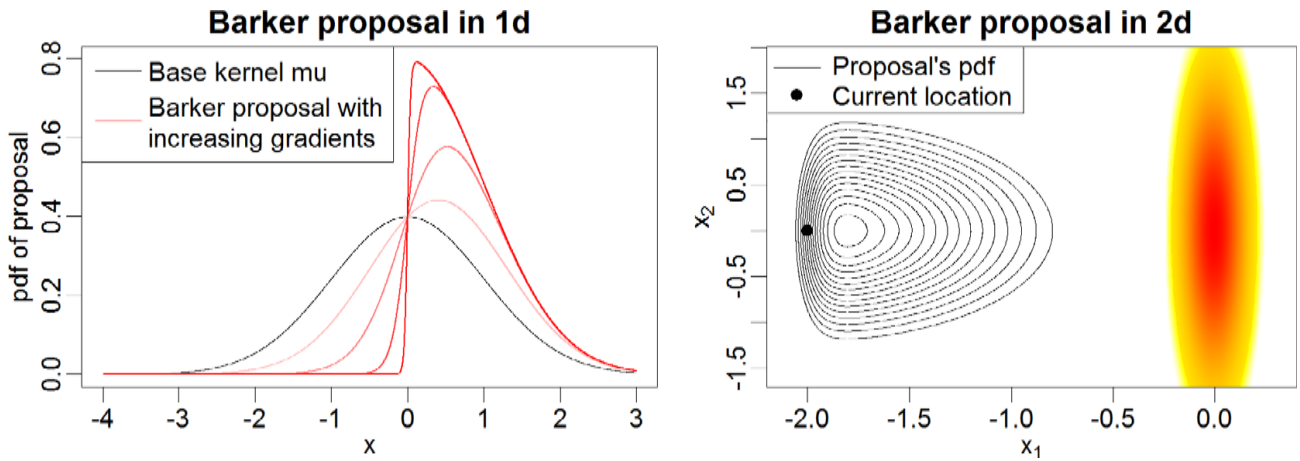 Barker proposal in 1d
Base kernel mu
Barker proposal with
increasing gradients
pdf of proposal
0.8
0.6
0.4
0.2
0.0
-4
-3
-2
-1
0
1
2
3
x
Barker proposal in 2d
Proposal's pdf
Current location
x2
1.5
0.5
-0.5
-1.5
-2.0
-1.5
-1.0
-0.5
0.0
x1